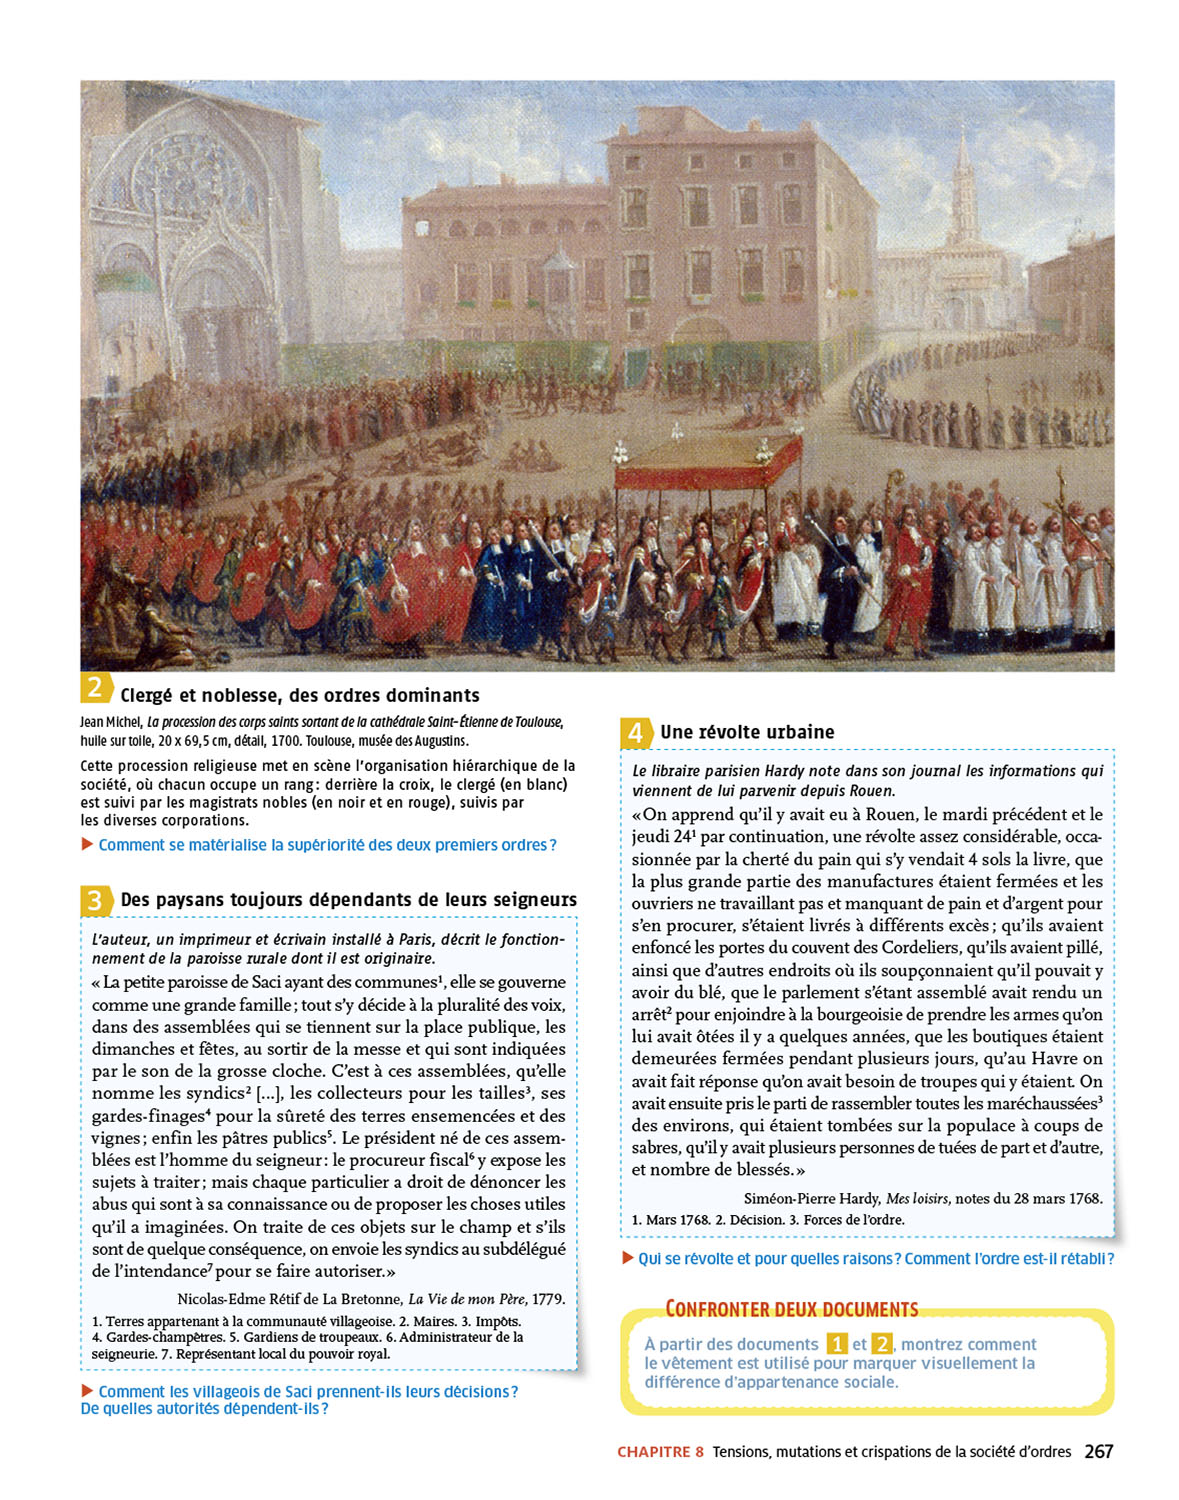 2 Clergé et noblesse, des ordres dominants
Jean Michel, La procession des corps saints sortant de la cathédrale Saint-Étienne de Toulouse,
huile sur toile, 20 x 69,5 cm, détail, 1700. Toulouse, musée des Augustins.
Cette procession religieuse met en scène l’organisation hiérarchique de la
société, où chacun occupe un rang : derrière la croix, le clergé (en blanc)
est suivi par les magistrats nobles (en noir et en rouge), suivis par
les diverses corporations.
▶ Comment se matérialise la supériorité des deux premiers ordres ?
3 Des paysans toujours dépendants de leurs seigneurs
L’auteur, un imprimeur et écrivain installé à Paris, décrit le fonction-
nement de la paroisse rurale dont il est originaire.
« La petite paroisse de Saci ayant des communes¹, elle se gouverne
comme une grande famille ; tout s’y décide à la pluralité des voix,
dans des assemblées qui se tiennent sur la place publique, les
dimanches et fêtes, au sortir de la messe et qui sont indiquées
par le son de la grosse cloche. C’est à ces assemblées, qu’elle
nomme les syndics² [...], les collecteurs pour les tailles³, ses
gardes-finages⁴ pour la sûreté des terres ensemencées et des
vignes ; enfin les pâtres publics⁵. Le président né de ces assem-
blées est l’homme du seigneur : le procureur fiscal⁶ y expose les
sujets à traiter ; mais chaque particulier a droit de dénoncer les
abus qui sont à sa connaissance ou de proposer les choses utiles
qu’il a imaginées. On traite de ces objets sur le champ et s’ils
sont de quelque conséquence, on envoie les syndics au subdélégué
de l’intendance⁷ pour se faire autoriser. »
Nicolas-Edme Rétif de La Bretonne, La Vie de mon Père, 1779.
1. Terres appartenant à la communauté villageoise. 2. Maires. 3. Impôts.
4. Gardes-champêtres. 5. Gardiens de troupeaux. 6. Administrateur de la
seigneurie. 7. Représentant local du pouvoir royal.
▶ Comment les villageois de Saci prennent-ils leurs décisions ?
De quelles autorités dépendent-ils ?
4 Une révolte urbaine
Le libraire parisien Hardy note dans son journal les informations qui
viennent de lui parvenir depuis Rouen.
« On apprend qu’il y avait eu à Rouen, le mardi précédent et le
jeudi 24¹ par continuation, une révolte assez considérable, occa-
sionnée par la cherté du pain qui s’y vendait 4 sols la livre, que
la plus grande partie des manufactures étaient fermées et les
ouvriers ne travaillant pas et manquant de pain et d’argent pour
s’en procurer, s’étaient livrés à différents excès ; qu’ils avaient
enfoncé les portes du couvent des Cordeliers, qu’ils avaient pillé,
ainsi que d’autres endroits où ils soupçonnaient qu’il pouvait y
avoir du blé, que le parlement s’étant assemblé avait rendu un
arrêt² pour enjoindre à la bourgeoisie de prendre les armes qu’on
lui avait ôtées il y a quelques années, que les boutiques étaient
demeurées fermées pendant plusieurs jours, qu’au Havre on
avait fait réponse qu’on avait besoin de troupes qui y étaient. On
avait ensuite pris le parti de rassembler toutes les maréchaussées³
des environs, qui étaient tombées sur la populace à coups de
sabres, qu’il y avait plusieurs personnes de tuées de part et d’autre,
et nombre de blessés. »
Siméon-Pierre Hardy, Mes loisirs, notes du 28 mars 1768.
1. Mars 1768. 2. Décision. 3. Forces de l’ordre.
▶ Qui se révolte et pour quelles raisons ? Comment l’ordre est-il rétabli ?
CONFRONTER DEUX DOCUMENTS
À partir des documents 1 et 2, montrez comment
le vêtement est utilisé pour marquer visuellement la
différence d’appartenance sociale.
CHAPITRE 8 Tensions, mutations et crispations de la société d’ordres 267